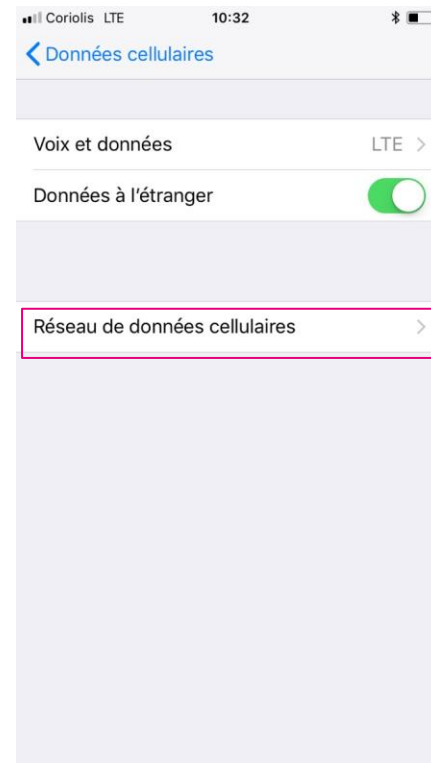 Coriolis LTE 10:32
Données cellulaires
Voix et données LTE
Données à l’étranger
Réseau de données cellulaires